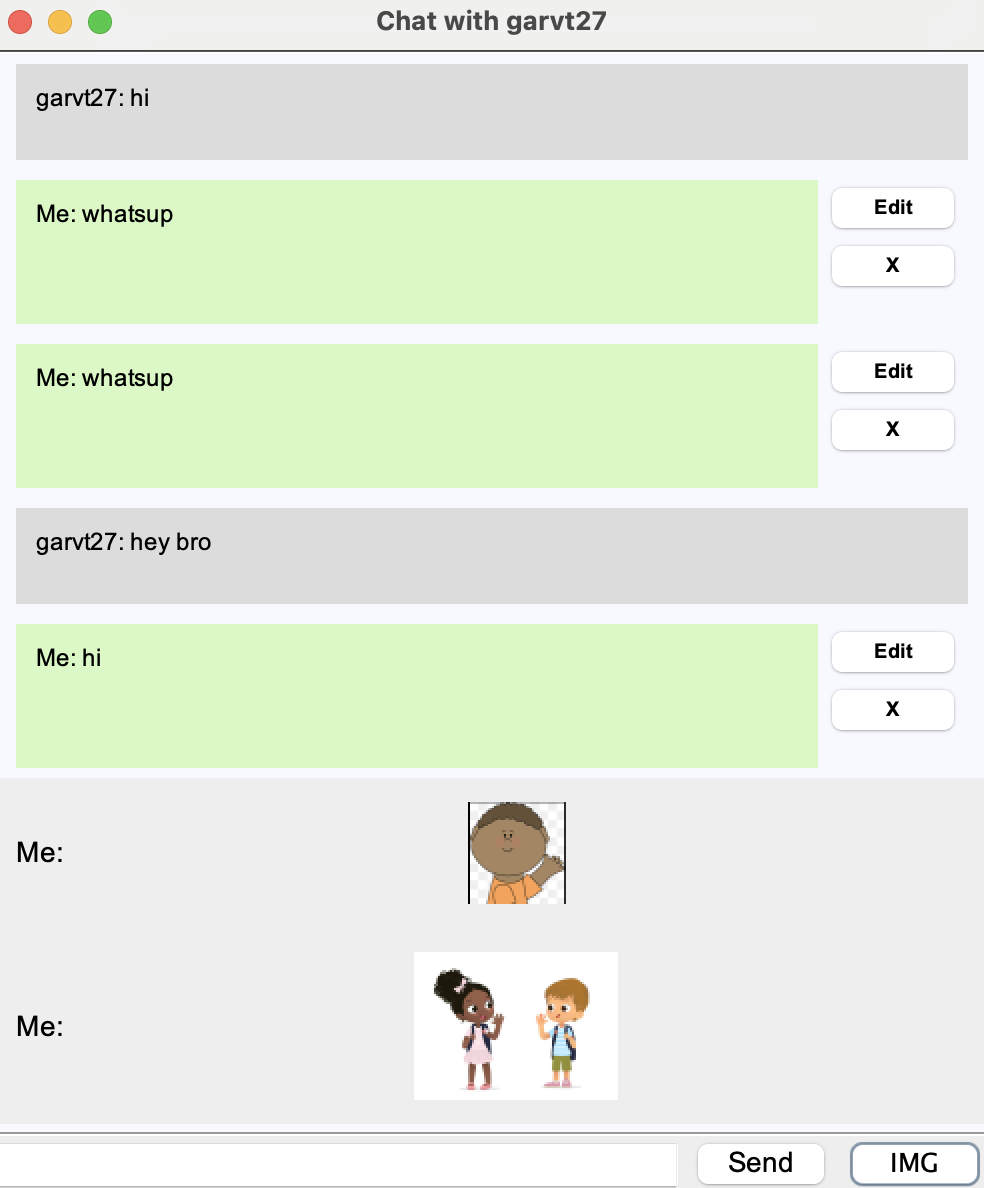 Chat with garvt27
garvt27: hi
Me: whatsup
Edit
X
Me: whatsup
Edit
X
garvt27: hey bro
Me: hi
Edit
X
Me:
Me:
Send
IMG